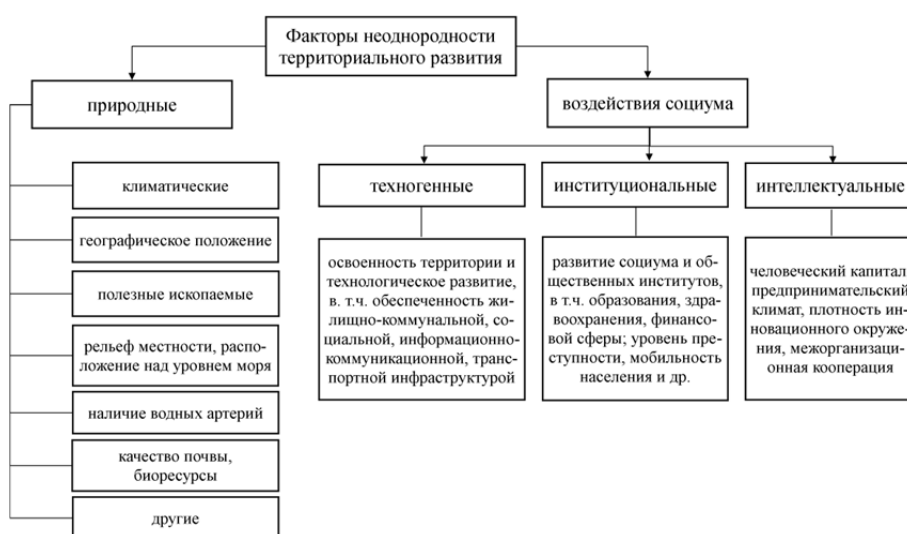 Факторы неоднородности
территориального развития
природные
воздействия социума
климатические
географическое положение
полезные ископаемые
рельеф местности, распо-
ложение над уровнем моря
наличие водных артерий
качество почвы,
биоресурсы
другие
техногенные
институциональные
интеллектуальные
освоенность территории и
технологическое развитие,
в. т.ч. обеспеченность жи-
лищно-коммунальной, со-
циальной, информационно-
коммуникационной, транс-
портной инфраструктурой
развитие социума и об-
щественных институтов,
в т.ч. образования, здра-
воохранения, финансо-
вой сферы; уровень пре-
ступности, мобильность
населения и др.
человеческий капитал,
предпринимательский
климат, плотность ин-
новационного окруже-
ния, межорганизаци-
онная кооперация